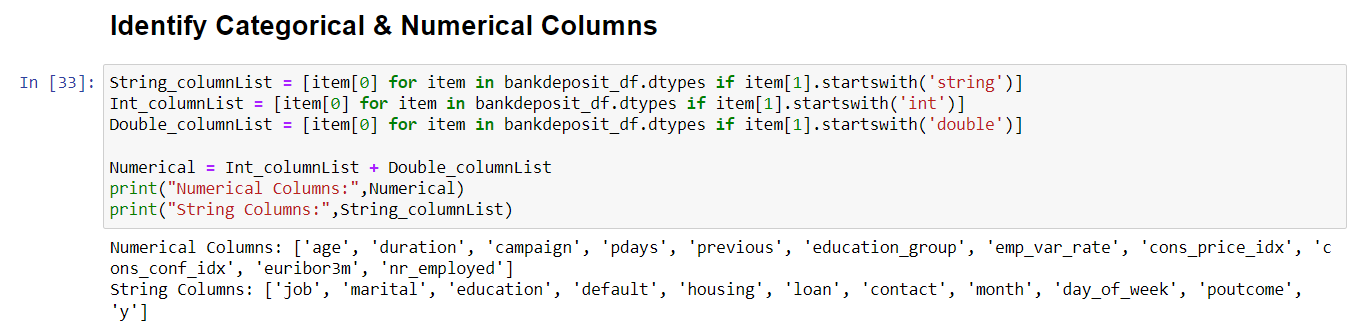 Identify Categorical & Numerical Columns
In [33]: String_columnList = [item[0] for item in bankdeposit_df.dtypes if item[1].startswith('string')]
Int_columnList = [item[0] for item in bankdeposit_df.dtypes if item[1].startswith('int')]
Double_columnList = [item[0] for item in bankdeposit_df.dtypes if item[1].startswith('double')]
Numerical = Int_columnList + Double_columnList
print("Numerical Columns:",Numerical)
print("String Columns:",String_columnList)
Numerical Columns: ['age', 'duration', 'campaign', 'pdays', 'previous', 'education_group', 'emp_var_rate', 'cons_price_idx', 'c
ons_conf_idx', 'euribor3m', 'nr_employed']
String Columns: ['job', 'marital', 'education', 'default', 'housing', 'loan', 'contact', 'month', 'day_of_week', 'poutcome',
'y']